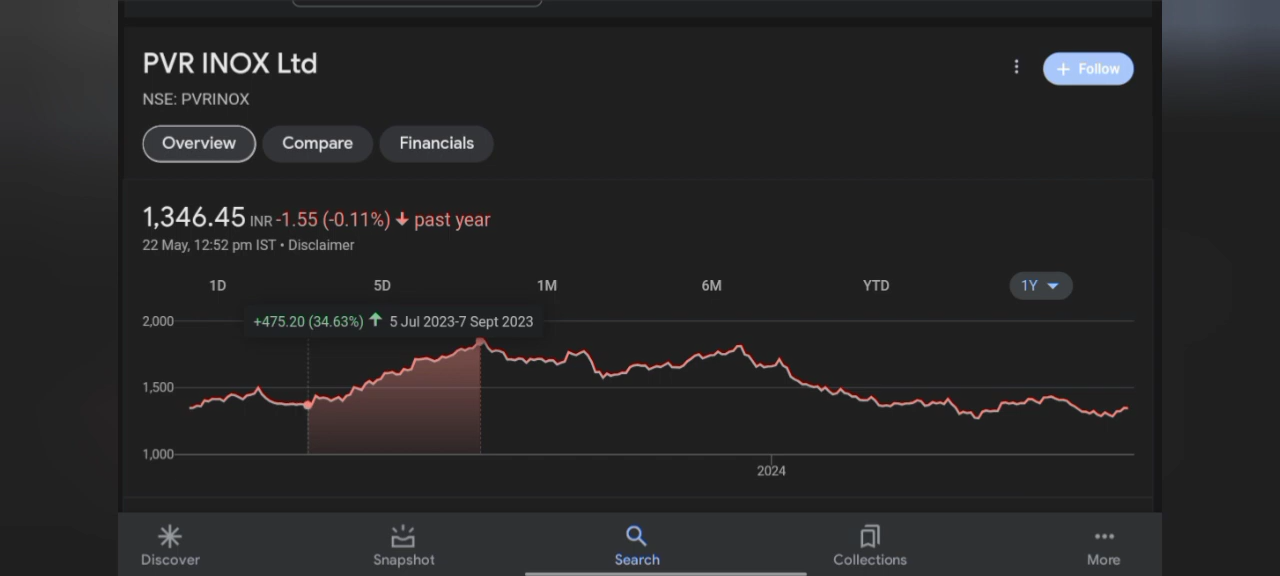 PVR INOX Ltd
+ Follow
NSE: PVRINOX
Overview Compare Financials
1,346.45 INR -1.55 (-0.11%) ↓ past year
22 May, 12:52 pm IST • Disclaimer
1D 5D 1M 6M YTD 1Y
+475.20 (34.63%) ↑ 5 Jul 2023-7 Sept 2023
2,000
1,500
1,000
2024
Discover Snapshot Search Collections More